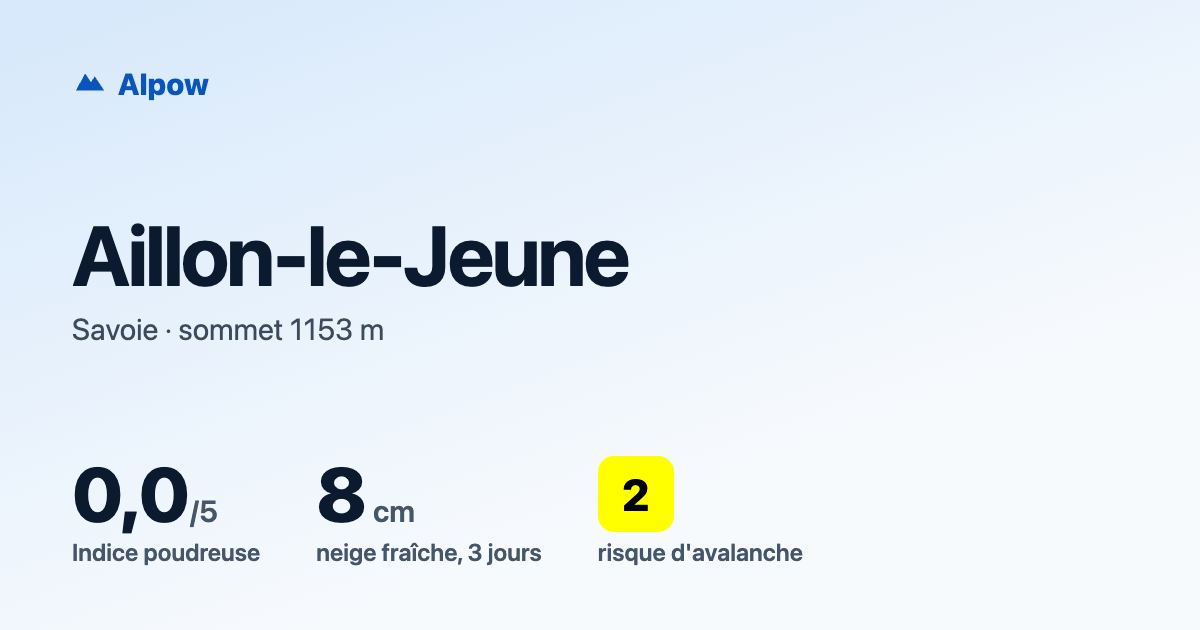 Alpow
Aillon-le-Jeune
Savoie · sommet 1153 m
0,0/5
Indice poudreuse
8 cm
neige fraîche, 3 jours
2
risque d'avalanche